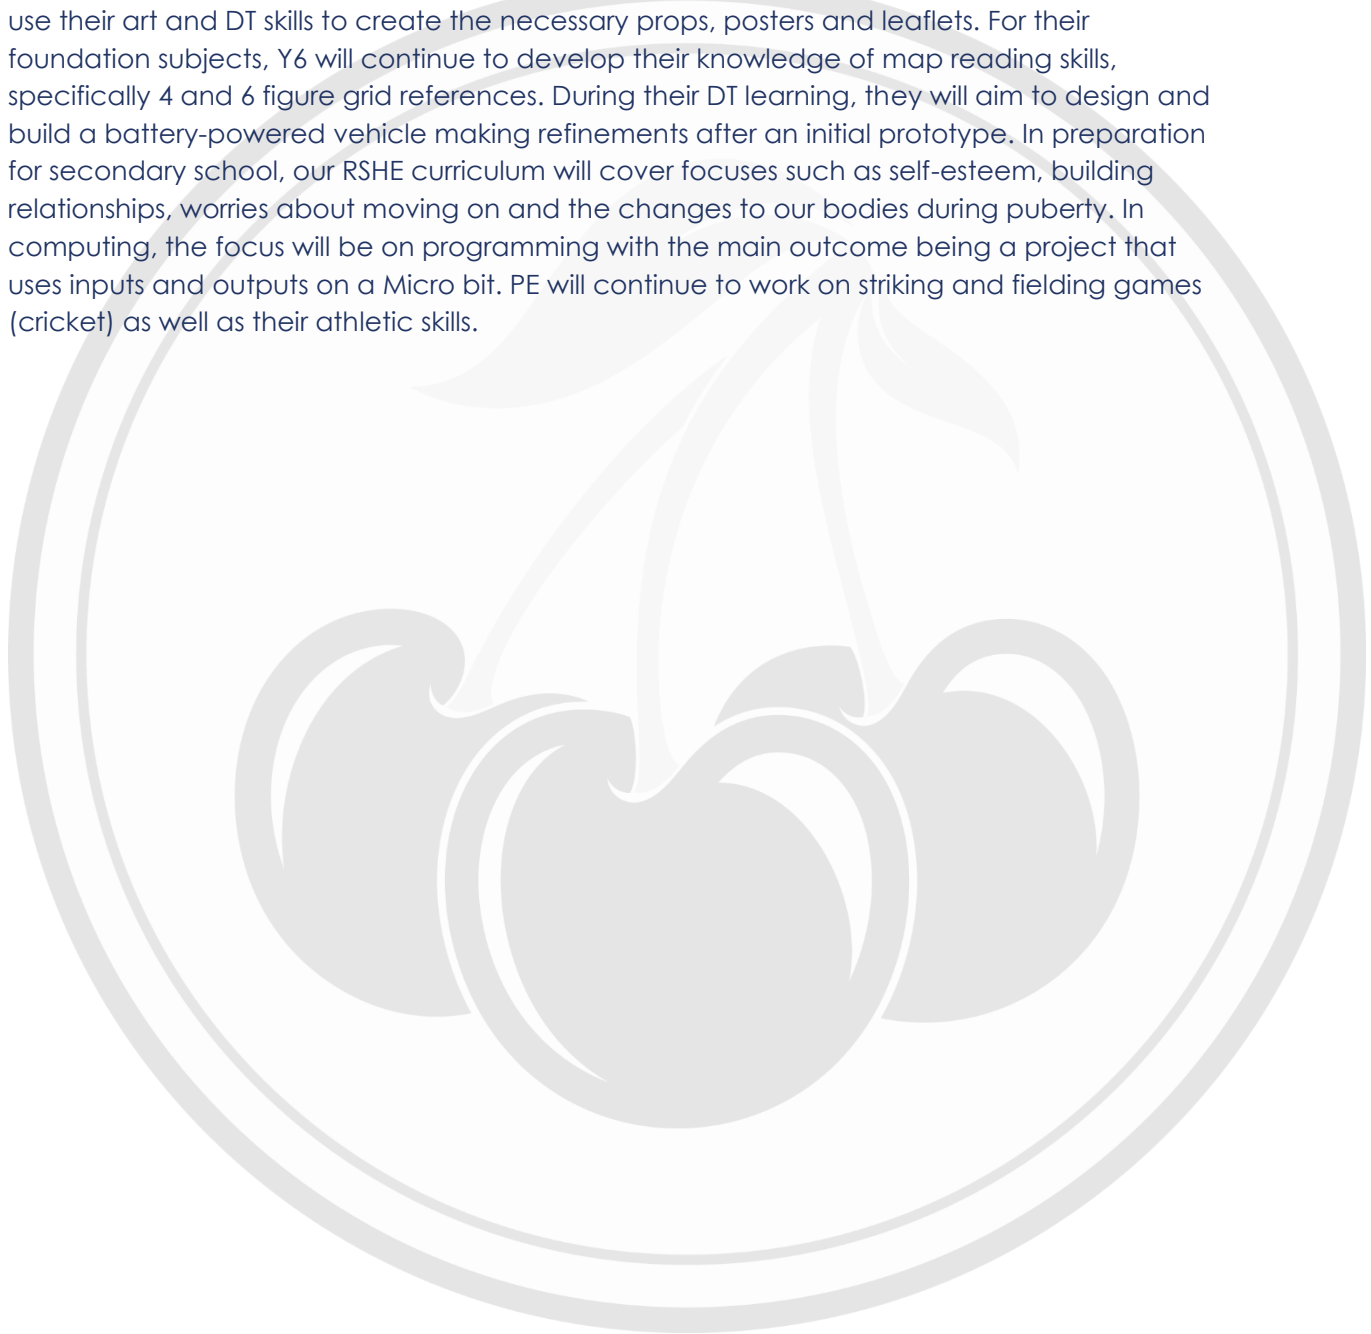 use their art and DT skills to create the necessary props, posters and leaflets. For their
foundation subjects, Y6 will continue to develop their knowledge of map reading skills,
specifically 4 and 6 figure grid references. During their DT learning, they will aim to design and
build a battery-powered vehicle making refinements after an initial prototype. In preparation
for secondary school, our RSHE curriculum will cover focuses such as self-esteem, building
relationships, worries about moving on and the changes to our bodies during puberty. In
computing, the focus will be on programming with the main outcome being a project that
uses inputs and outputs on a Micro bit. PE will continue to work on striking and fielding games
(cricket) as well as their athletic skills.